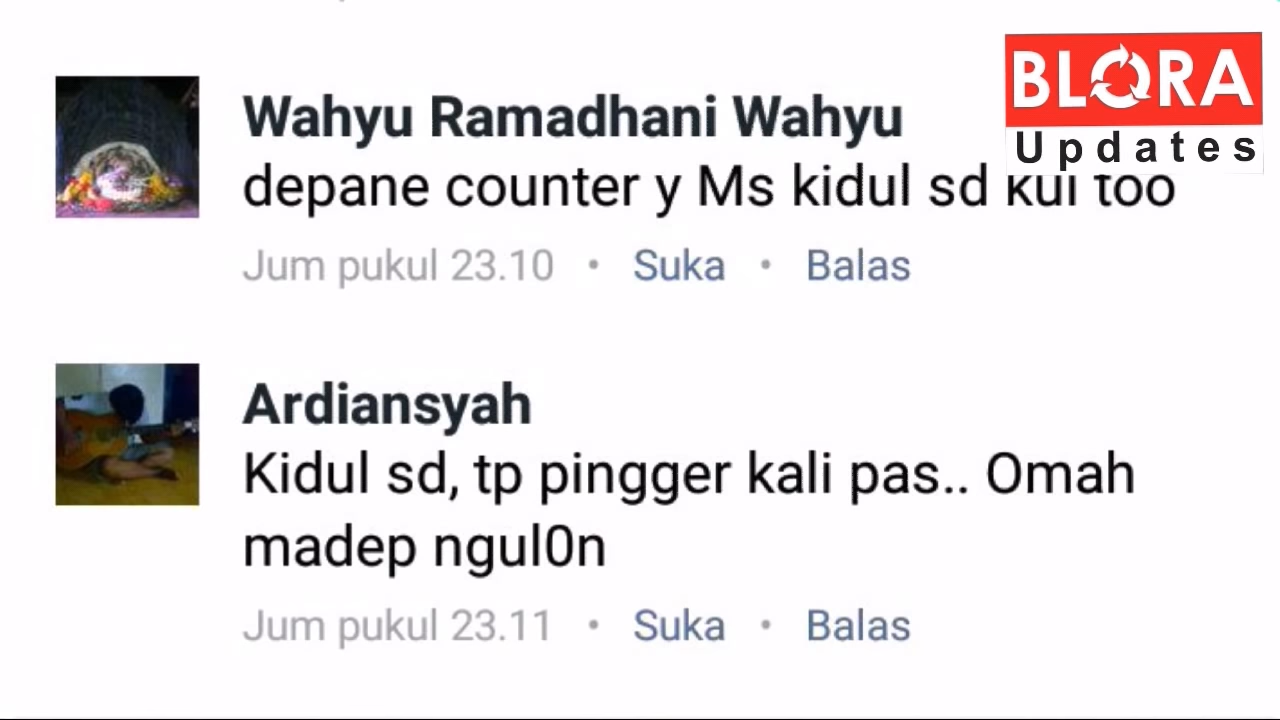 BLORA
Updates
Wahyu Ramadhani Wahyu
depane counter y Ms kidul sd kui too
Jum pukul 23.10 • Suka • Balas
Ardiansyah
Kidul sd, tp pingger kali pas.. Omah
madep ngul0n
Jum pukul 23.11 • Suka • Balas